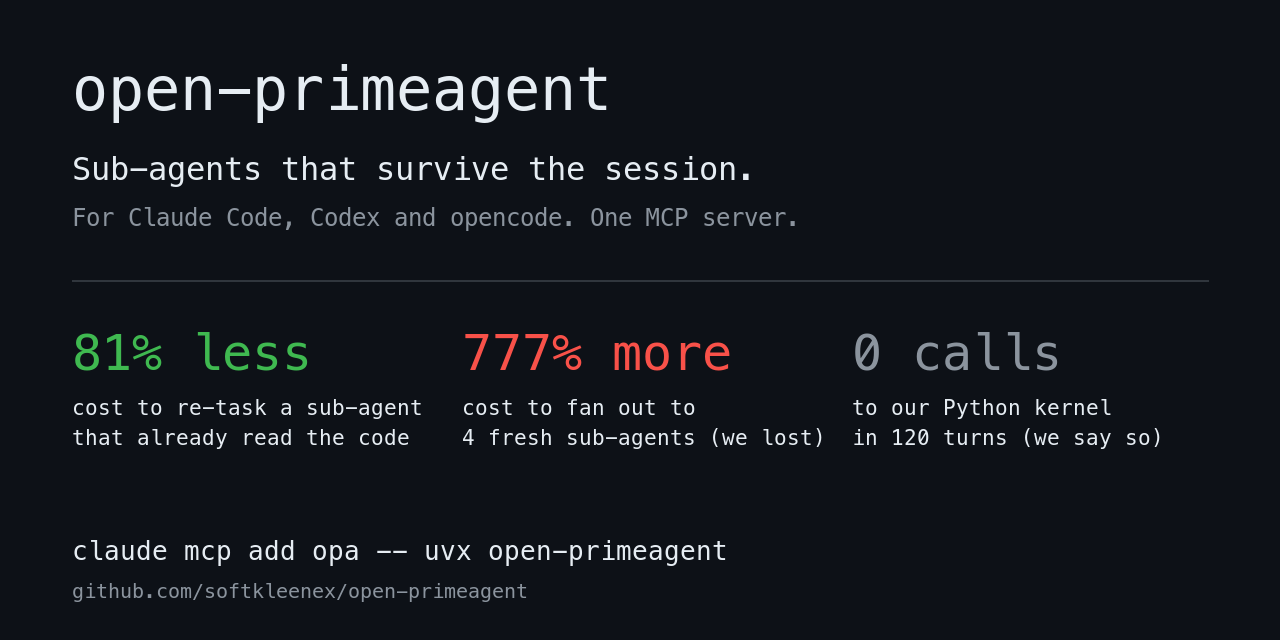 open-primeagent
Sub-agents that survive the session.
For Claude Code, Codex and opencode. One MCP server.
81% less
cost to re-task a sub-agent
that already read the code
777% more
cost to fan out to
4 fresh sub-agents (we lost)
0 calls
to our Python kernel
in 120 turns (we say so)
claude mcp add opa -- uvx open-primeagent
github.com/softkleenex/open-primeagent